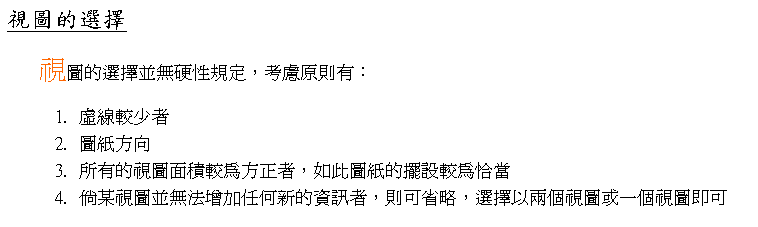 視圖的選擇
視圖的選擇並無硬性規定，考慮原則有：
1. 虛線較少者
2. 圖紙方向
3. 所有的視圖面積較為方正者，如此圖紙的擺設較為恰當
4. 倘某視圖並無法增加任何新的資訊者，則可省略，選擇以兩個視圖或一個視圖即可